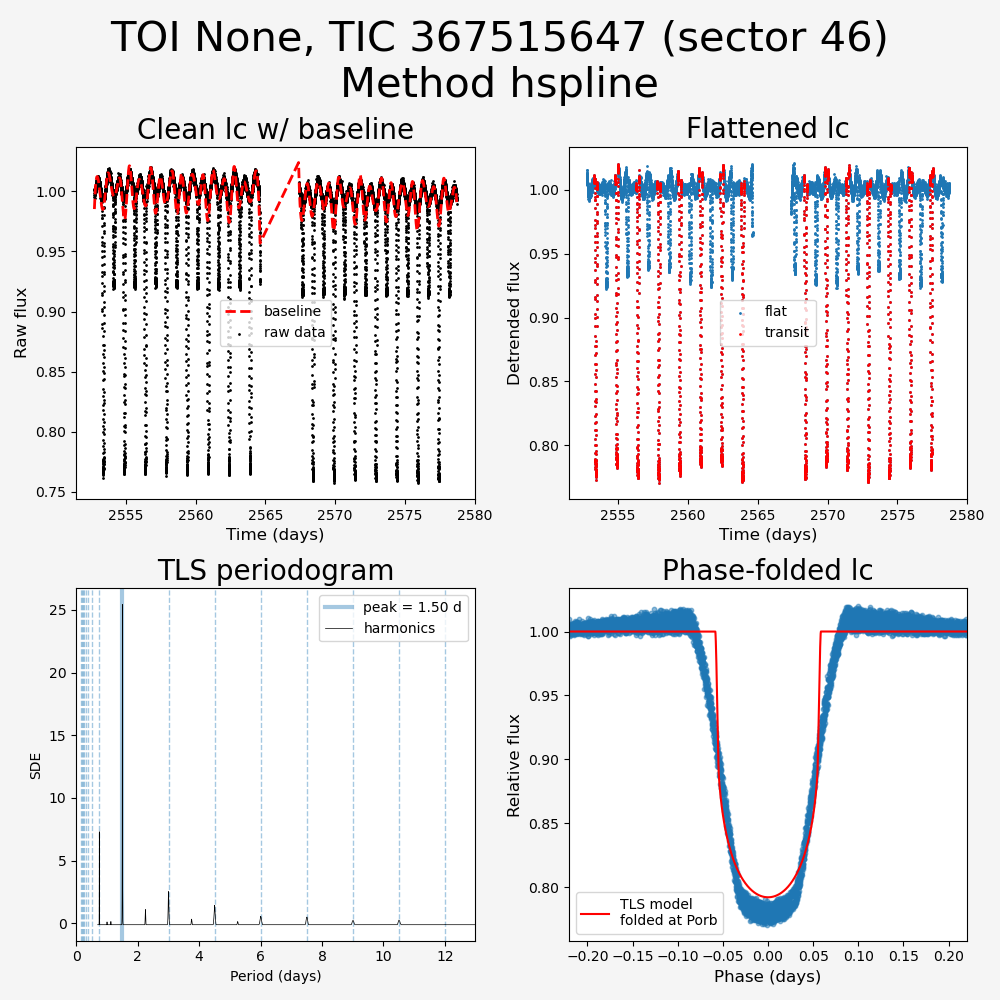 TOI None, TIC 367515647 (sector 46)
Method hspline
Clean lc w/ baseline
Flattened lc
1.00
0.95
0.90
0.85
0.80
0.75
Raw flux
baseline
raw data
2555 2560 2565 2570 2575 2580
Time (days)
1.00
0.95
0.90
0.85
0.80
Detrended flux
flat
transit
2555 2560 2565 2570 2575 2580
Time (days)
TLS periodogram
Phase-folded lc
25
20
15
10
5
0
SDE
peak = 1.50 d
harmonics
0 2 4 6 8 10 12
Period (days)
1.00
0.95
0.90
0.85
0.80
Relative flux
TLS model
folded at Porb
−0.20 −0.15 −0.10 −0.05 0.00 0.05 0.10 0.15 0.20
Phase (days)